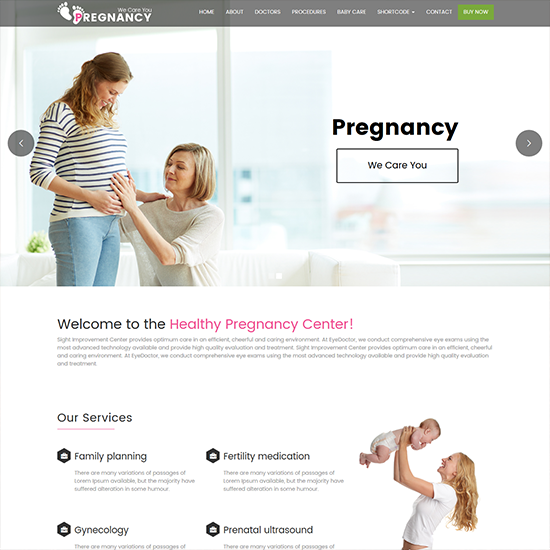 We Care You
PREGNANCY
HOME ABOUT DOCTORS PROCEDURES BABY CARE SHORTCODE CONTACT BUY NOW
Pregnancy
We Care You
Welcome to the Healthy Pregnancy Center!
Sight Improvement Center provides optimum care in an efficient, cheerful and caring environment. At EyeDoctor, we conduct comprehensive eye exams using the
most advanced technology available and provide high quality evaluation and treatment. Sight Improvement Center provides optimum care in an efficient, cheerful
and caring environment. At EyeDoctor, we conduct comprehensive eye exams using the most advanced technology available and provide high quality evaluation
and treatment.
Our Services
Family planning
There are many variations of passages of
Lorem Ipsum available, but the majority have
suffered alteration in some humour.
Fertility medication
There are many variations of passages of
Lorem Ipsum available, but the majority have
suffered alteration in some humour.
Gynecology
Prenatal ultrasound
There are many variations of passages of
There are many variations of passages of